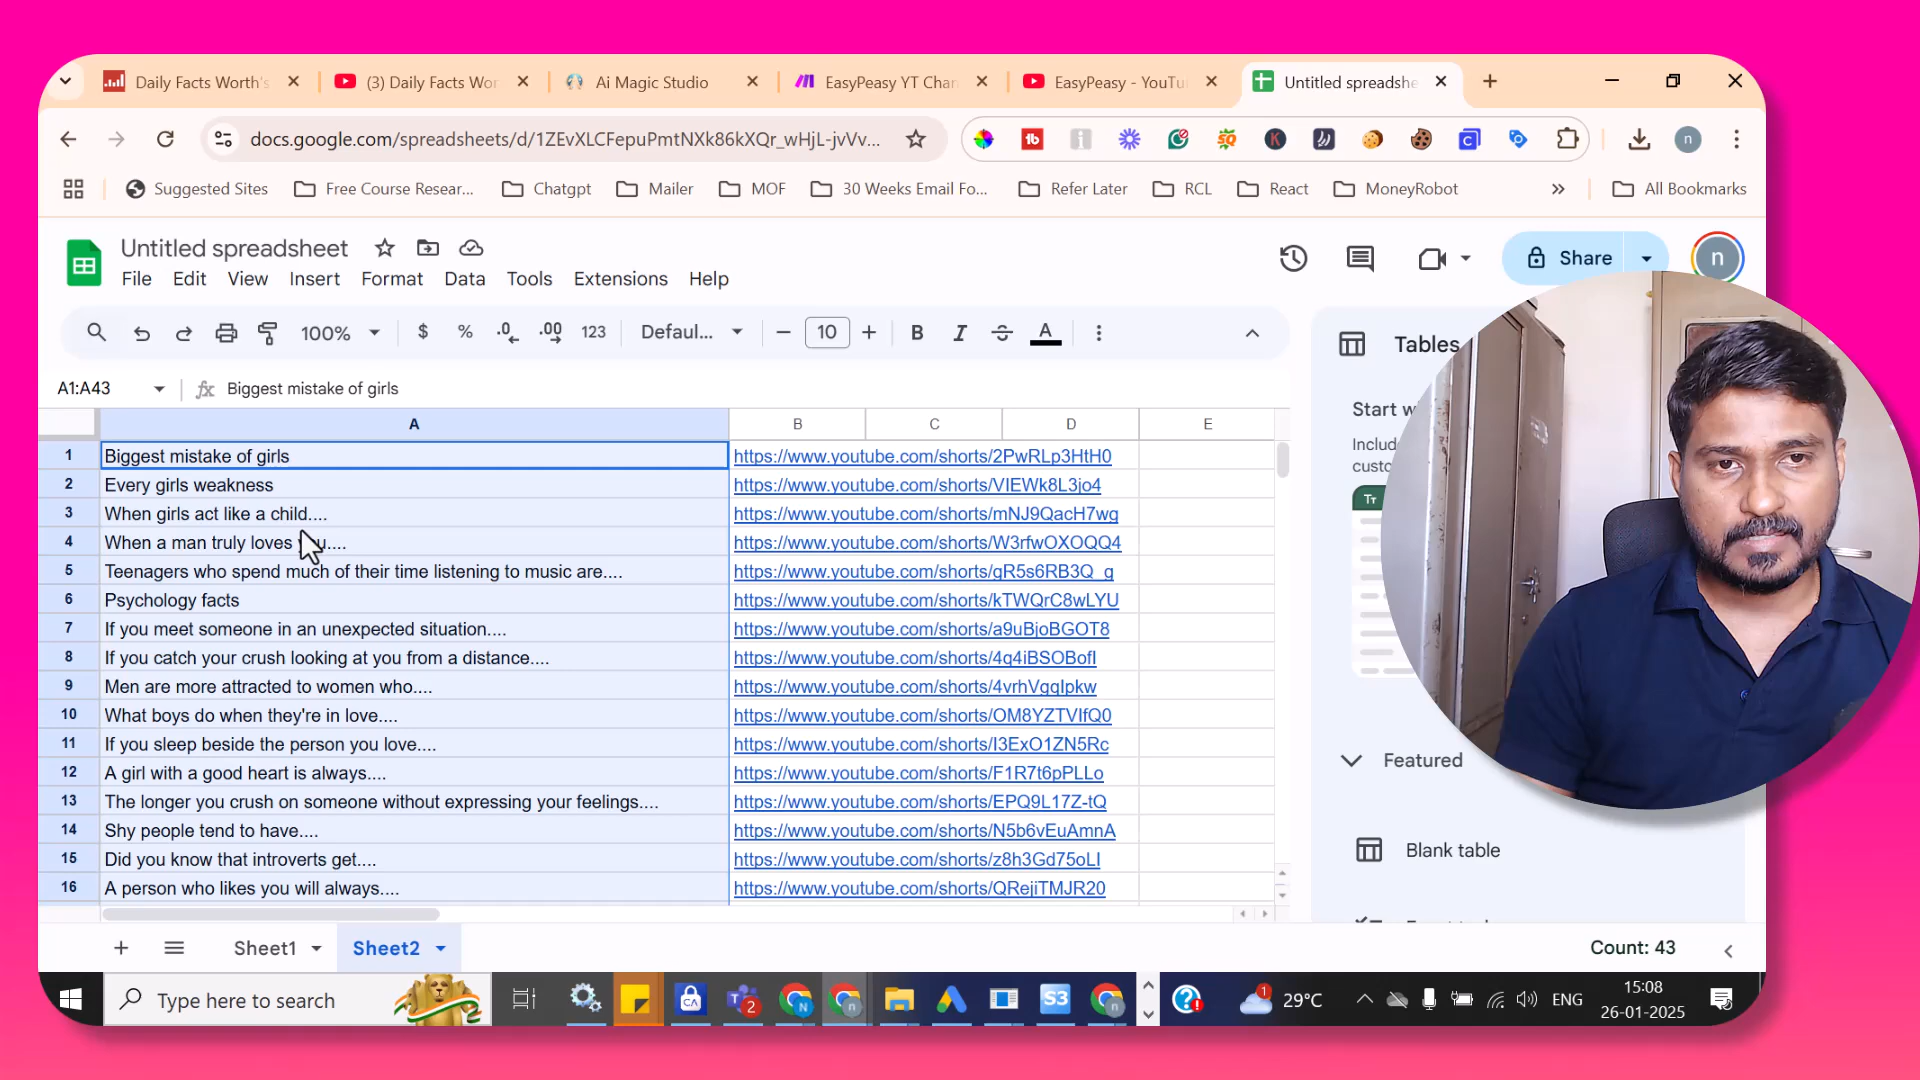 Daily Facts Worth's
(3) Daily Facts Wor
Ai Magic Studio
EasyPeasy YT Chan
EasyPeasy - YouTu
Untitled spreadshe
docs.google.com/spreadsheets/d/1ZEvXLCFepuPmtNXk86kXQr_wHjL-jvVv...
Suggested Sites
Free Course Resear...
Chatgpt
Mailer
MOF
30 Weeks Email Fo...
Refer Later
RCL
React
MoneyRobot
All Bookmarks
Untitled spreadsheet
File Edit View Insert Format Data Tools Extensions Help
Share
n
100% $ % .0 .00 123 Defaul... 10 B I A
Tables
A1:A43 Biggest mistake of girls
Start w
Includ
custo
A B C D E
1 Biggest mistake of girls https://www.youtube.com/shorts/2PwRLp3HtH0
2 Every girls weakness https://www.youtube.com/shorts/VIEWk8L3jo4
3 When girls act like a child.... https://www.youtube.com/shorts/mNJ9QacH7wg
4 When a man truly loves you.... https://www.youtube.com/shorts/W3rfwOXOQQ4
5 Teenagers who spend much of their time listening to music are.... https://www.youtube.com/shorts/gR5s6RB3Q_g
6 Psychology facts https://www.youtube.com/shorts/kTWQrC8wLYU
7 If you meet someone in an unexpected situation.... https://www.youtube.com/shorts/a9uBjoBGOT8
8 If you catch your crush looking at you from a distance.... https://www.youtube.com/shorts/4q4iBSOBofI
9 Men are more attracted to women who.... https://www.youtube.com/shorts/4vrhVgqIpkw
10 What boys do when they're in love.... https://www.youtube.com/shorts/OM8YZTVIfQ0
11 If you sleep beside the person you love.... https://www.youtube.com/shorts/I3ExO1ZN5Rc
12 A girl with a good heart is always.... https://www.youtube.com/shorts/F1R7t6pPLLo
13 The longer you crush on someone without expressing your feelings.... https://www.youtube.com/shorts/EPQ9L17Z-tQ
14 Shy people tend to have.... https://www.youtube.com/shorts/N5b6vEuAmnA
15 Did you know that introverts get.... https://www.youtube.com/shorts/z8h3Gd75oLI
16 A person who likes you will always.... https://www.youtube.com/shorts/QRejiTMJR20
Featured
Blank table
Sheet1 Sheet2
Count: 43
Type here to search
29°C
ENG
15:08
26-01-2025